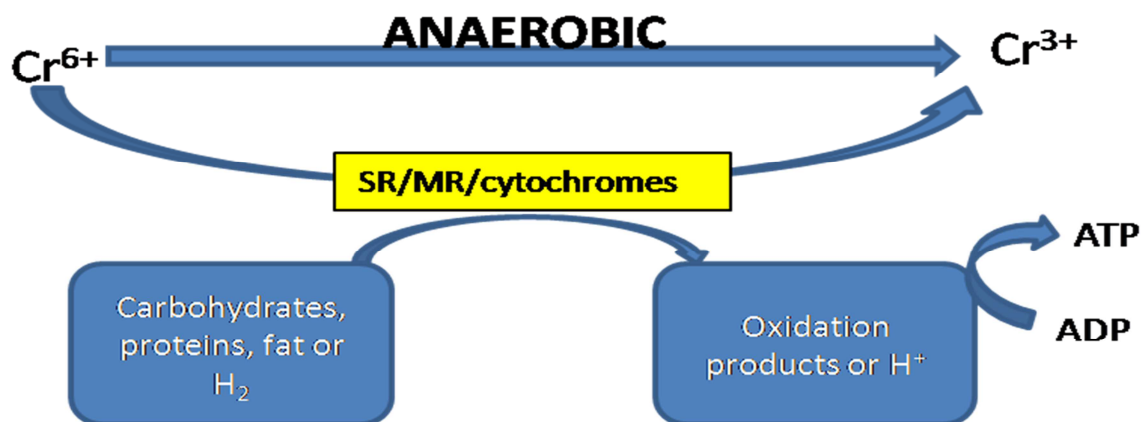 ANAEROBIC
Cr⁶⁺
Cr³⁺
SR/MR/cytochromes
Carbohydrates,
proteins, fat or
H₂
Oxidation
products or H⁺
ATP
ADP